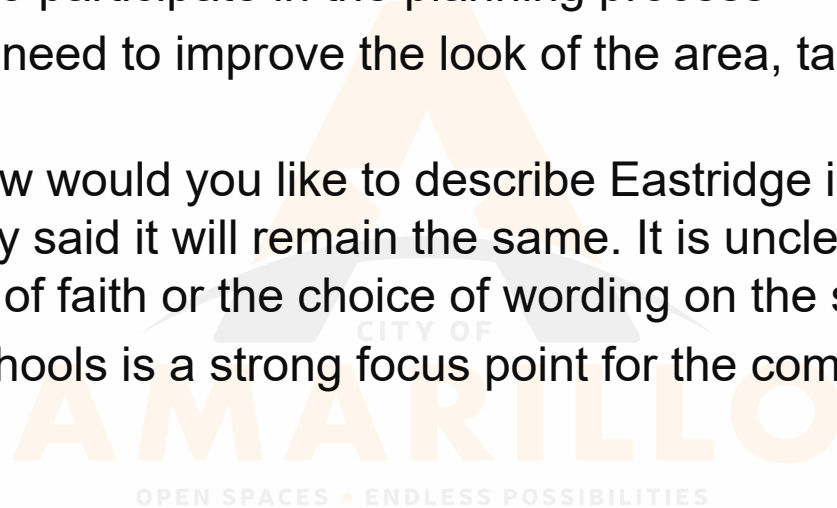 participate in the planning process
need to improve the look of the area, ta
w would you like to describe Eastridge i
y said it will remain the same. It is uncle
of faith or the choice of wording on the s
CITY OF
hools is a strong focus point for the com
AMARILLO
OPEN SPACES ★ ENDLESS POSSIBILITIES